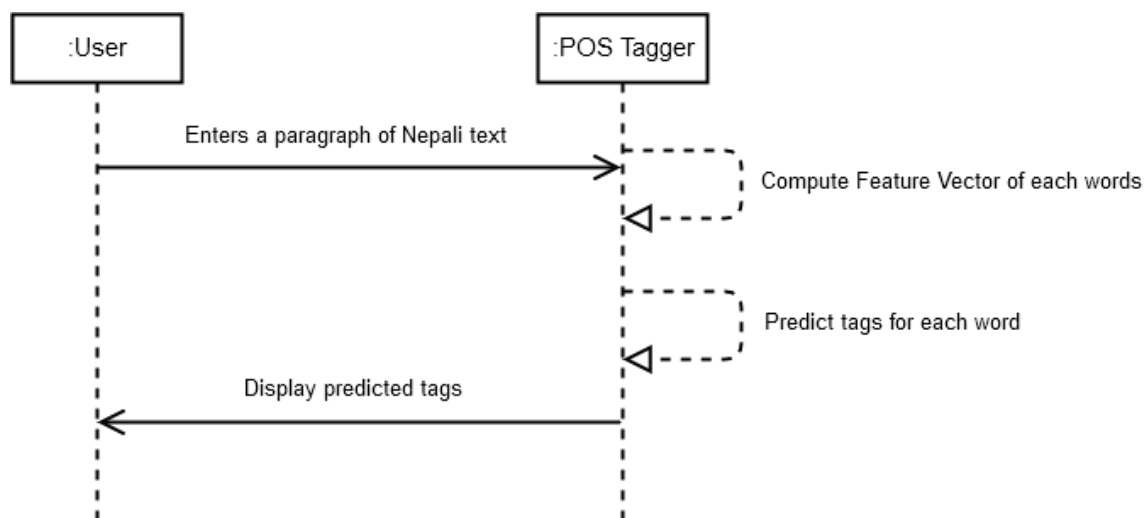 :User
:POS Tagger
Enters a paragraph of Nepali text
Compute Feature Vector of each words
Predict tags for each word
Display predicted tags